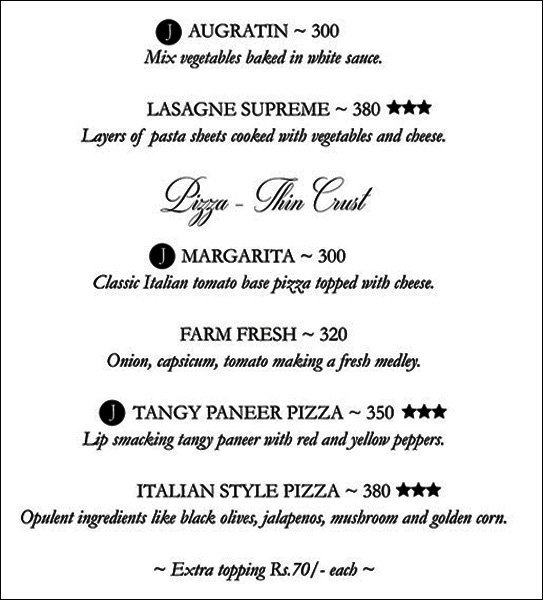 J AUGRATIN ~ 300
Mix vegetables baked in white sauce.
LASAGNE SUPREME ~ 380 ★★★
Layers of pasta sheets cooked with vegetables and cheese.
Pizza - Thin Crust
J MARGARITA ~ 300
Classic Italian tomato base pizza topped with cheese.
FARM FRESH ~ 320
Onion, capsicum, tomato making a fresh medley.
J TANGY PANEER PIZZA ~ 350 ★★★
Lip smacking tangy paneer with red and yellow peppers.
ITALIAN STYLE PIZZA ~ 380 ★★★
Opulent ingredients like black olives, jalapenos, mushroom and golden corn.
~ Extra topping Rs.70/- each ~